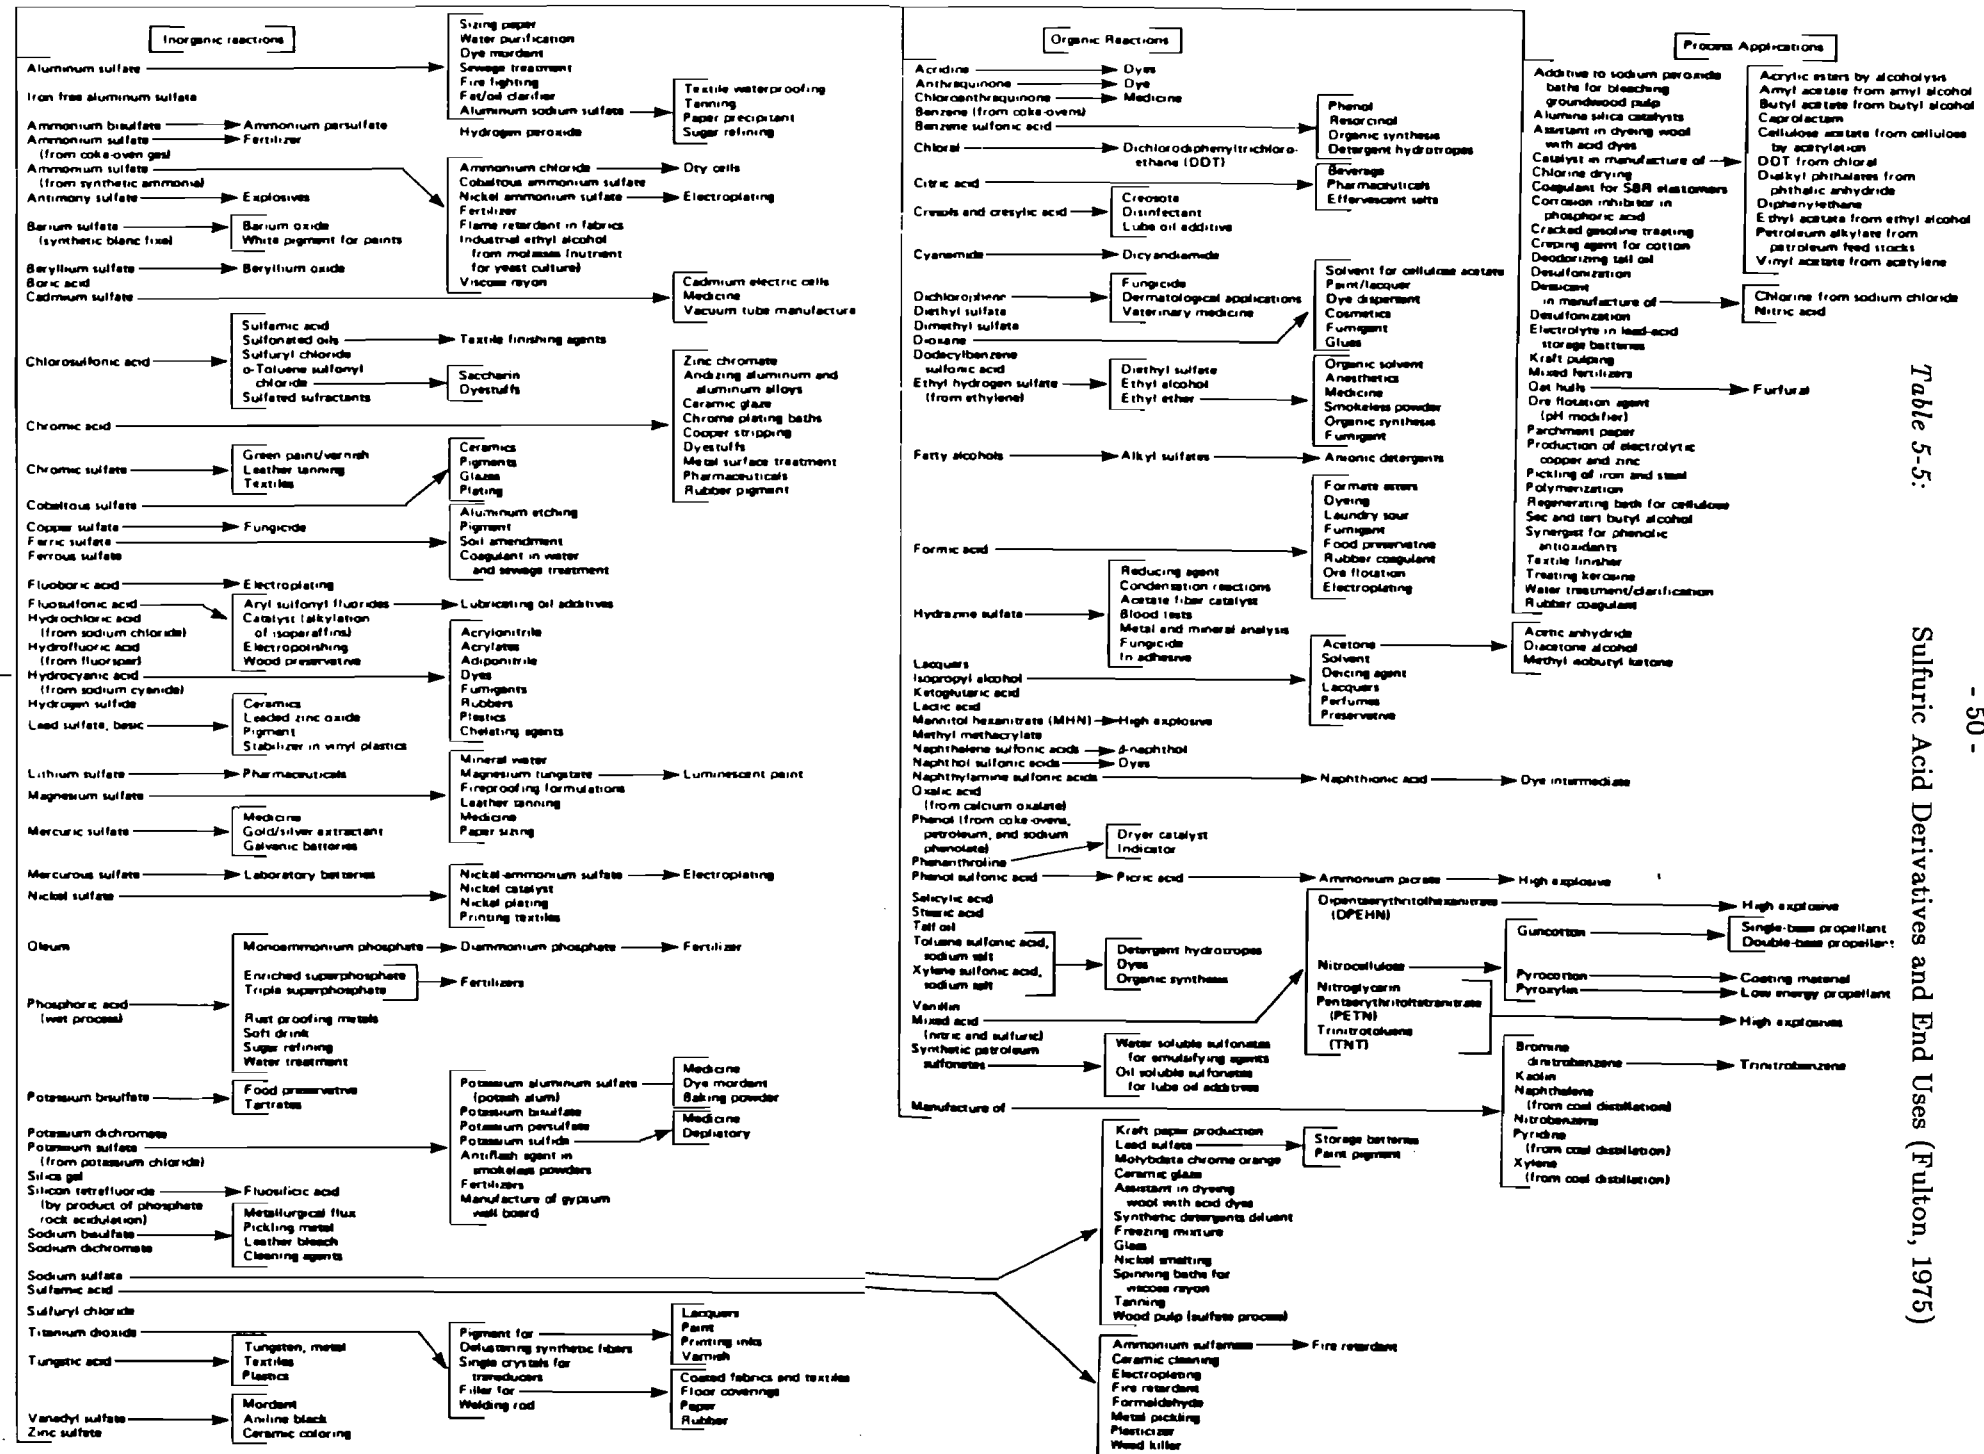 Table 5-5:
Sulfuric Acid Derivatives and End Uses (Fulton, 1975)
- 50 -
Inorganic reactions
Aluminum sulfate
Iron free aluminum sulfate
Ammonium bisulfate
Ammonium persulfate
Ammonium sulfate
Fertilizer
(from coke-oven gas)
Ammonium sulfate
(from synthetic ammonia)
Antimony sulfate
Explosives
Barium sulfate
(synthetic blanc fixe)
Barium oxide
White pigment for paints
Beryllium sulfate
Beryllium oxide
Boric acid
Cadmium sulfate
Chlorosulfonic acid
Sulfamic acid
Sulfonated oils
Textile finishing agents
Sulfuryl chloride
o-Toluene sulfonyl
chloride
Sulfated sufractants
Saccharin
Dyestuffs
Chromic acid
Chromic sulfate
Green paint/varnish
Leather tanning
Textiles
Cobaltous sulfate
Copper sulfate
Fungicide
Ferric sulfate
Ferrous sulfate
Fluoboric acid
Electroplating
Fluosulfonic acid
Hydrochloric acid
(from sodium chloride)
Hydrofluoric acid
(from fluorspar)
Hydrocyanic acid
(from sodium cyanide)
Hydrogen sulfide
Aryl sulfonyl fluorides
Lubricating oil additives
Catalyst (alkylation
of isoparaffins)
Electropolishing
Wood preservative
Lead sulfate, basic
Ceramics
Leaded zinc oxide
Pigment
Stabilizer in vinyl plastics
Lithium sulfate
Pharmaceuticals
Magnesium sulfate
Mercuric sulfate
Medicine
Gold/silver extractant
Galvanic batteries
Mercurous sulfate
Laboratory batteries
Nickel sulfate
Oleum
Phosphoric acid
(wet process)
Monoammonium phosphate
Diammonium phosphate
Fertilizer
Enriched superphosphate
Triple superphosphate
Fertilizers
Rust proofing metals
Soft drink
Sugar refining
Water treatment
Potassium bisulfate
Food preservative
Tartrates
Potassium dichromate
Potassium sulfate
(from potassium chloride)
Silica gel
Silicon tetrafluoride
Fluosilicic acid
(by product of phosphate
rock acidulation)
Sodium bisulfate
Sodium dichromate
Metallurgical flux
Pickling metal
Leather bleach
Cleaning agents
Sodium sulfate
Sulfamic acid
Sulfuryl chloride
Titanium dioxide
Tungstic acid
Tungsten, metal
Textiles
Plastics
Vanadyl sulfate
Zinc sulfate
Mordant
Aniline black
Ceramic coloring
Sizing paper
Water purification
Dye mordant
Sewage treatment
Fire fighting
Fat/oil clarifier
Aluminum sodium sulfate
Hydrogen peroxide
Textile waterproofing
Tanning
Paper precipitant
Sugar refining
Ammonium chloride
Dry cells
Cobaltous ammonium sulfate
Nickel ammonium sulfate
Electroplating
Fertilizer
Flame retardent in fabrics
Industrial ethyl alcohol
from molasses (nutrient
for yeast culture)
Viscose rayon
Cadmium electric cells
Medicine
Vacuum tube manufacture
Zinc chromate
Andizing aluminum and
aluminum alloys
Ceramic glaze
Chrome plating baths
Copper stripping
Dyestuffs
Metal surface treatment
Pharmaceuticals
Rubber pigment
Ceramics
Pigments
Glazes
Plating
Aluminum etching
Pigment
Soil amendment
Coagulant in water
and sewage treatment
Acrylonitrile
Acrylates
Adiponitrile
Dyes
Fumigants
Rubbers
Plastics
Chelating agents
Mineral water
Magnesium tungstate
Luminescent paint
Fireproofing formulations
Leather tanning
Medicine
Paper sizing
Nickel-ammonium sulfate
Electroplating
Nickel catalyst
Nickel plating
Printing textiles
Potassium aluminum sulfate
(potash alum)
Potassium bisulfate
Potassium persulfate
Potassium sulfide
Antiflash agent in
smokeless powders
Fertilizers
Manufacture of gypsum
wall board
Medicine
Dye mordant
Baking powder
Medicine
Depilatory
Pigment for
Delustering synthetic fibers
Single crystals for
transducers
Filler for
Welding rod
Lacquers
Paint
Printing inks
Varnish
Coated fabrics and textiles
Floor coverings
Paper
Rubber
Organic Reactions
Acridine
Dyes
Anthraquinone
Dye
Chloroanthraquinone
Medicine
Benzene (from coke-ovens)
Benzene sulfonic acid
Phenol
Resorcinol
Organic synthesis
Detergent hydrotropes
Chloral
Dichlorodiphenyltrichloro-
ethane (DDT)
Citric acid
Beverage
Pharmaceuticals
Effervescent salts
Cresols and cresylic acid
Creosote
Disinfectant
Lube oil additive
Cyanamide
Dicyandiamide
Dichlorophene
Fungicide
Dermatological applications
Veterinary medicine
Diethyl sulfate
Dimethyl sulfate
Dioxane
Solvent for cellulose acetate
Paint/lacquer
Dye dispersent
Cosmetics
Fumigant
Glues
Dodecylbenzene
sulfonic acid
Ethyl hydrogen sulfate
(from ethylene)
Diethyl sulfate
Ethyl alcohol
Ethyl ether
Organic solvent
Anesthetics
Medicine
Smokeless powder
Organic synthesis
Fumigant
Fatty alcohols
Alkyl sulfates
Anionic detergents
Formic acid
Formate esters
Dyeing
Laundry sour
Fumigant
Food preservative
Rubber coagulant
Ore flotation
Electroplating
Hydrazine sulfate
Reducing agent
Condensation reactions
Acetate fiber catalyst
Blood tests
Metal and mineral analysis
Fungicide
In adhesive
Lacquers
Isopropyl alcohol
Acetone
Solvent
Deicing agent
Lacquers
Perfumes
Preservative
Acetic anhydride
Diacetone alcohol
Methyl isobutyl ketone
Ketoglutaric acid
Lactic acid
Mannitol hexanitrate (MHN)
High explosive
Methyl methacrylate
Naphthalene sulfonic acids
β-naphthol
Naphthol sulfonic acids
Dyes
Naphthylamine sulfonic acids
Naphthionic acid
Dye intermediate
Oxalic acid
(from calcium oxalate)
Phenol (from coke-ovens,
petroleum, and sodium
phenolate)
Phenanthroline
Dryer catalyst
Indicator
Phenol sulfonic acid
Picric acid
Ammonium picrate
High explosive
Salicylic acid
Stearic acid
Tall oil
Toluene sulfonic acid,
sodium salt
Xylene sulfonic acid,
sodium salt
Detergent hydrotropes
Dyes
Organic syntheses
Vanillin
Mixed acid
(nitric and sulfuric)
Dipentaerythritolhexanitrate
(DPEHN)
High explosive
Nitrocellulose
Guncotton
Single-base propellant
Double-base propellant
Pyrocotton
Coating material
Pyroxylin
Low energy propellant
Nitroglycerin
Pentaerythritoltetranitrate
(PETN)
Trinitrotoluene
(TNT)
High explosives
Synthetic petroleum
sulfonates
Water soluble sulfonates
for emulsifying agents
Oil soluble sulfonates
for lube oil additives
Manufacture of
Bromine
dinitrobenzene
Trinitrobenzene
Kaolin
Naphthalene
(from coal distillation)
Nitrobenzene
Pyridine
(from coal distillation)
Xylene
(from coal distillation)
Kraft paper production
Lead sulfate
Storage batteries
Paint pigment
Molybdate chrome orange
Ceramic glaze
Assistant in dyeing
wool with acid dyes
Synthetic detergents diluent
Freezing mixture
Glass
Nickel smelting
Spinning baths for
viscose rayon
Tanning
Wood pulp (sulfate process)
Ammonium sulfamate
Fire retardant
Ceramic cleaning
Electroplating
Fire retardent
Formaldehyde
Metal pickling
Plasticizer
Weed killer
Process Applications
Additive to sodium peroxide
baths for bleaching
groundwood pulp
Alumina silica catalysts
Assistant in dyeing wool
with acid dyes
Catalyst in manufacture of
Chlorine drying
Coagulant for SBR elastomers
Corrosion inhibitor in
phosphoric acid
Cracked gasoline treating
Creping agent for cotton
Deodorizing tall oil
Desulfonization
Dessicant
in manufacture of
Desulfonization
Electrolyte in lead-acid
storage batteries
Kraft pulping
Mixed fertilizers
Oat hulls
Furfural
Ore flotation agent
(pH modifier)
Parchment paper
Production of electrolytic
copper and zinc
Pickling of iron and steel
Polymerization
Regenerating bath for cellulose
Sec and tert butyl alcohol
Synergist for phenolic
antioxidants
Textile finisher
Treating kerosine
Water treatment/clarification
Rubber coagulant
Acrylic esters by alcoholysis
Amyl acetate from amyl alcohol
Butyl acetate from butyl alcohol
Caprolactam
Cellulose acetate from cellulose
by acetylation
DDT from chloral
Dialkyl phthalates from
phthalic anhydride
Diphenylethane
Ethyl acetate from ethyl alcohol
Petroleum alkylate from
petroleum feed stocks
Vinyl acetate from acetylene
Chlorine from sodium chloride
Nitric acid